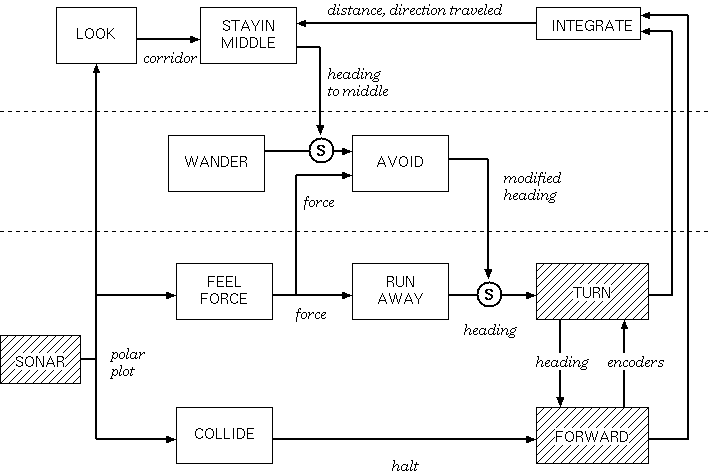 LOOK
corridor
STAYIN
MIDDLE
distance, direction traveled
INTEGRATE
heading
to middle
WANDER
S
AVOID
force
modified
heading
FEEL
FORCE
force
RUN
AWAY
S
heading
TURN
SONAR
polar
plot
heading
encoders
COLLIDE
halt
FORWARD